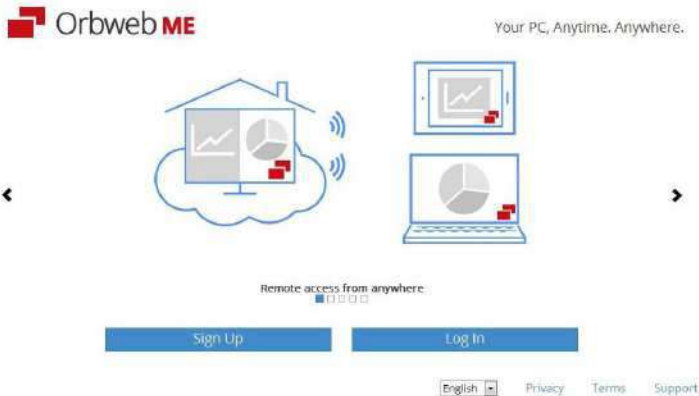 Orbweb ME
Your PC, Anytime. Anywhere.
Remote access from anywhere
Sign Up
Log In
English
Privacy
Terms
Support